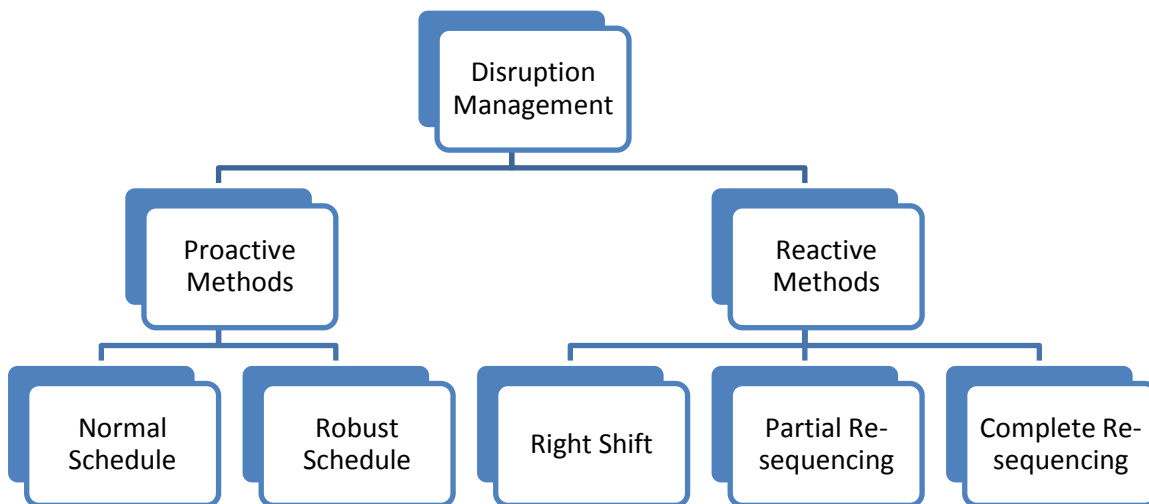 Disruption
Management
Proactive
Methods
Reactive
Methods
Normal
Schedule
Robust
Schedule
Right Shift
Partial Re-
sequencing
Complete Re-
sequencing